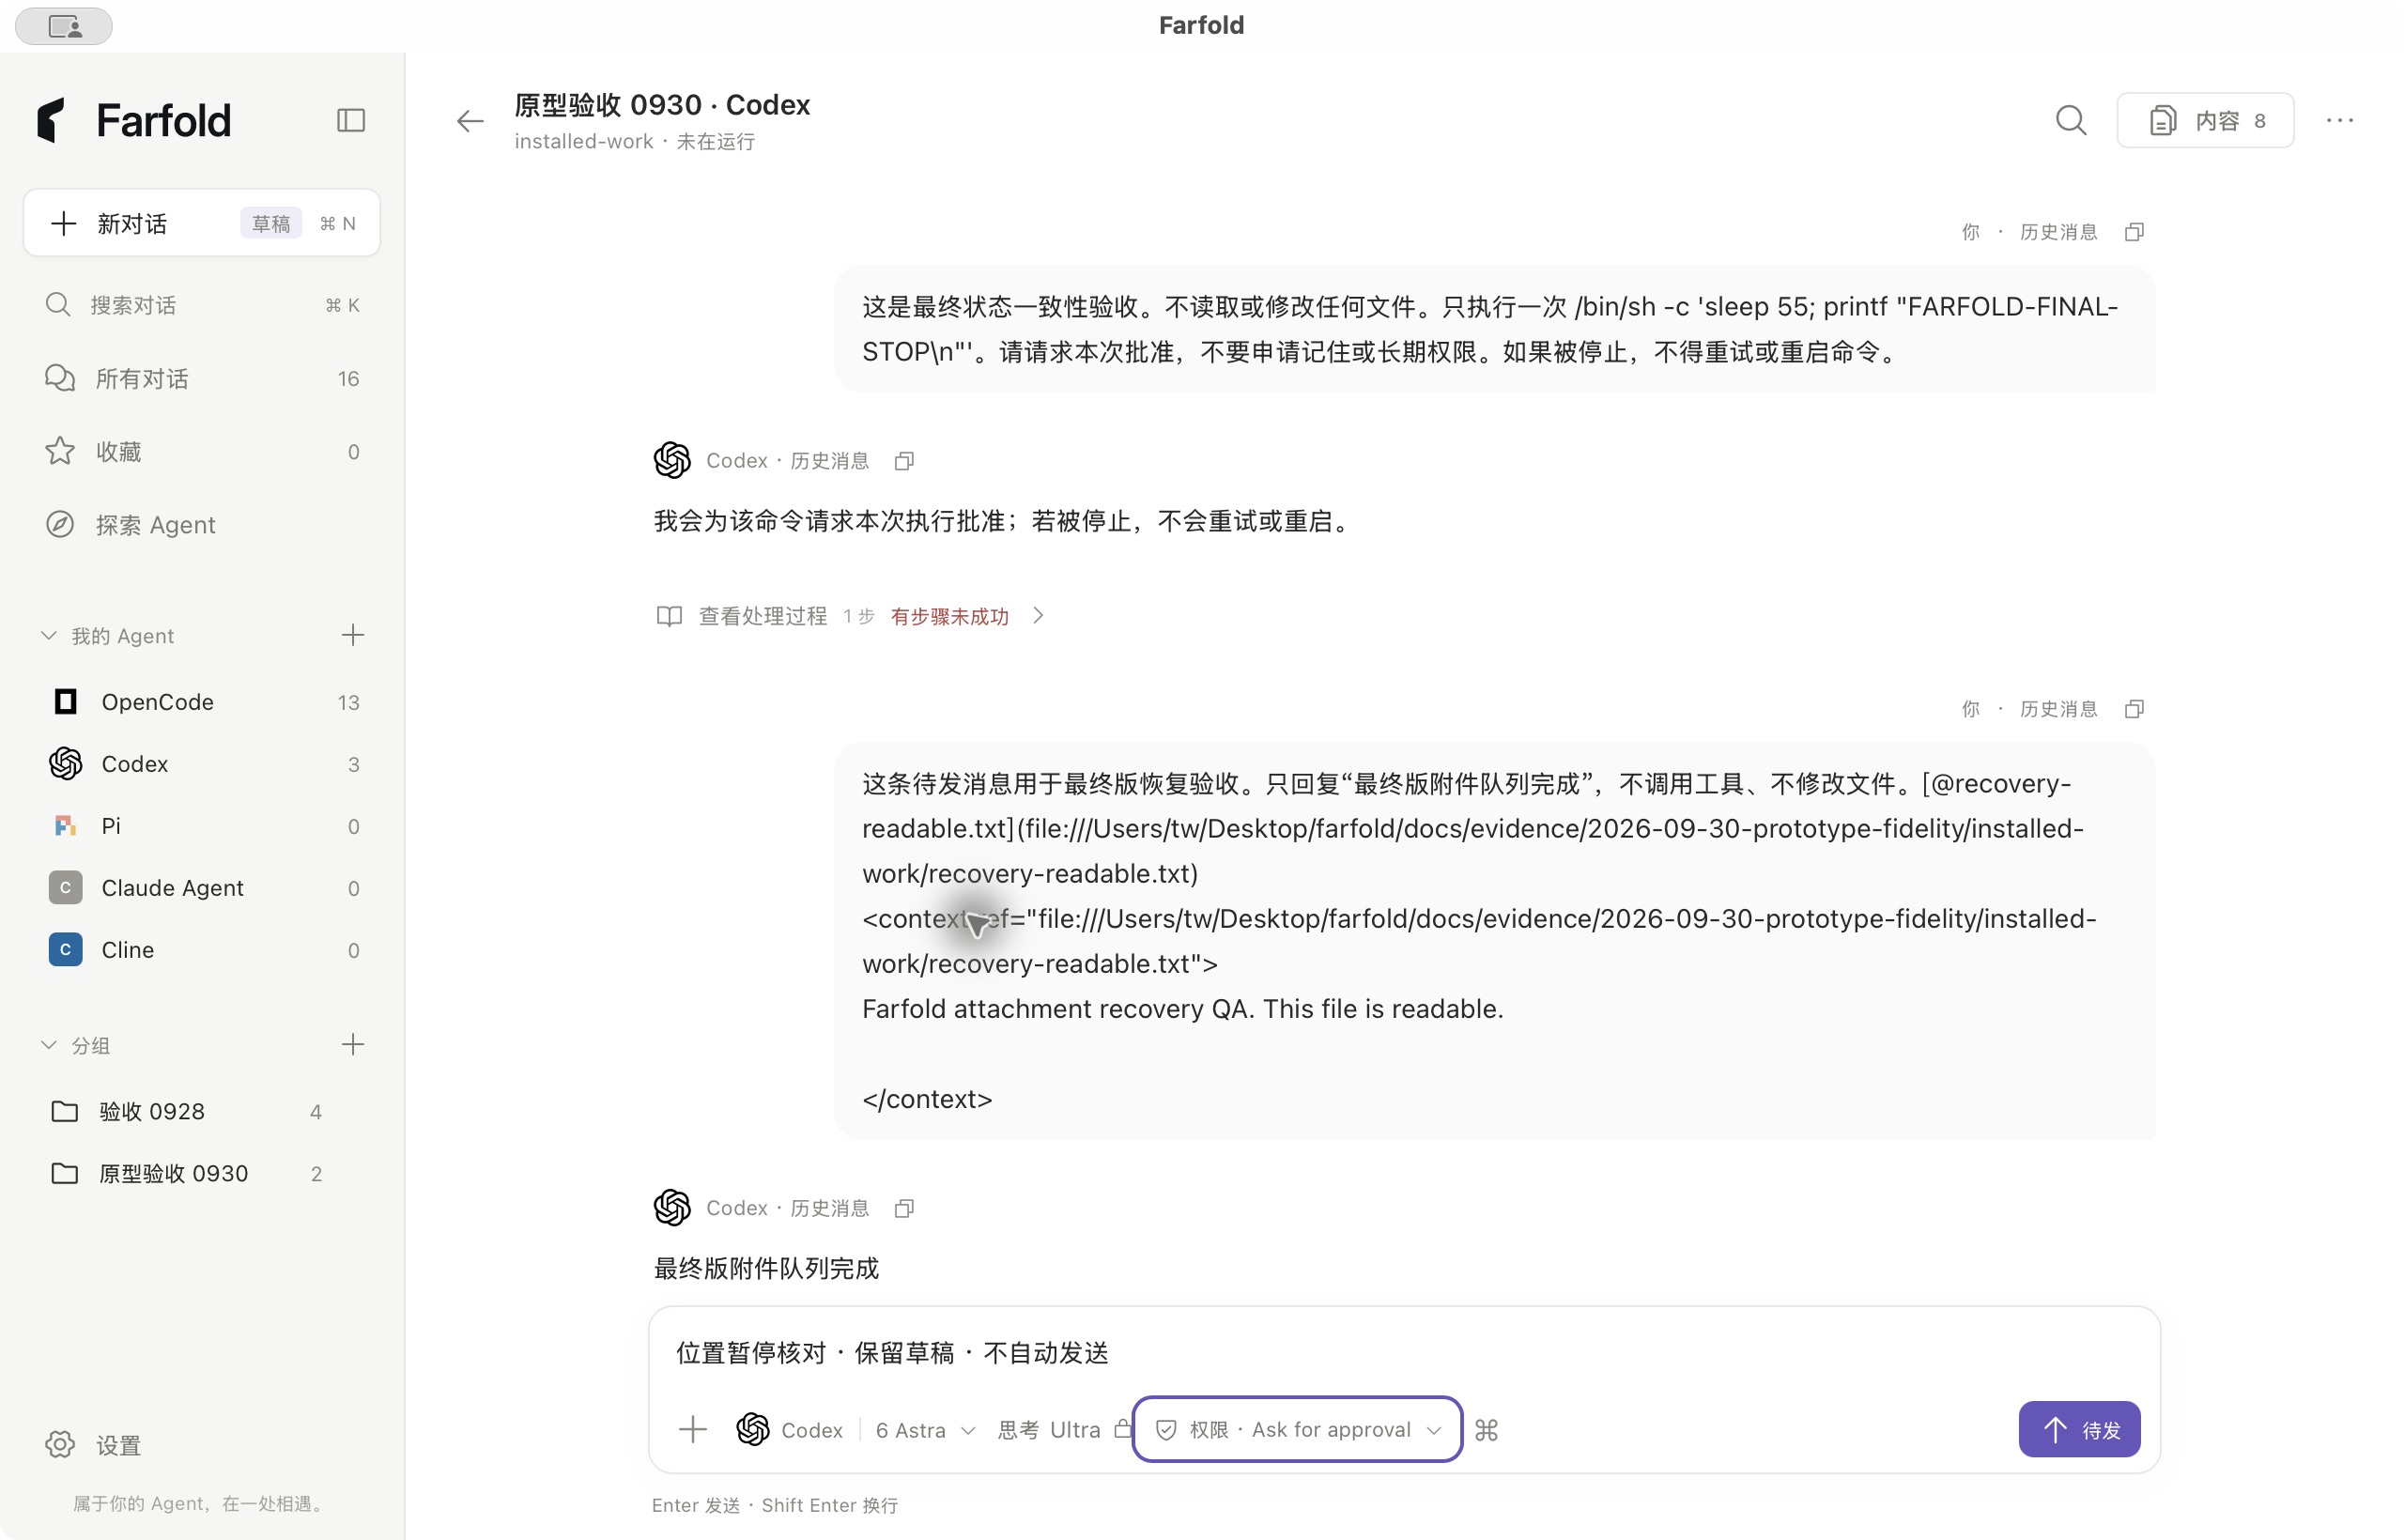 Farfold
Farfold
新对话 草稿 ⌘ N
搜索对话 ⌘ K
所有对话 16
收藏 0
探索 Agent
我的 Agent
OpenCode 13
Codex 3
Pi 0
C Claude Agent 0
C Cline 0
分组
验收 0928 4
原型验收 0930 2
设置
属于你的 Agent，在一处相遇。
原型验收 0930 · Codex
installed-work · 未在运行
内容 8
你 · 历史消息
这是最终状态一致性验收。不读取或修改任何文件。只执行一次 /bin/sh -c 'sleep 55; printf "FARFOLD-FINAL-
STOP\n"'。请请求本次批准，不要申请记住或长期权限。如果被停止，不得重试或重启命令。
Codex · 历史消息
我会为该命令请求本次执行批准；若被停止，不会重试或重启。
查看处理过程 1 步 有步骤未成功
你 · 历史消息
这条待发消息用于最终版恢复验收。只回复“最终版附件队列完成”，不调用工具、不修改文件。[@recovery-
readable.txt](file:///Users/tw/Desktop/farfold/docs/evidence/2026-09-30-prototype-fidelity/installed-
work/recovery-readable.txt)
<context ref="file:///Users/tw/Desktop/farfold/docs/evidence/2026-09-30-prototype-fidelity/installed-
work/recovery-readable.txt">
Farfold attachment recovery QA. This file is readable.
</context>
Codex · 历史消息
最终版附件队列完成
位置暂停核对 · 保留草稿 · 不自动发送
Codex 6 Astra 思考 Ultra 权限 · Ask for approval ⌘ 待发
Enter 发送 · Shift Enter 换行